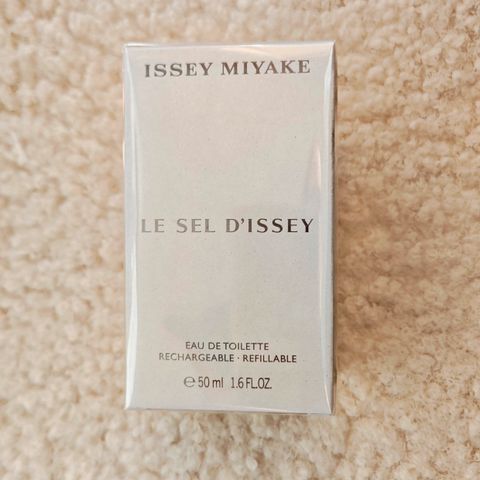 ISSEY MIYAKE
LE SEL D'ISSEY
EAU DE TOILETTE
RECHARGEABLE · REFILLABLE
℮ 50 ml 1.6 FL.OZ.